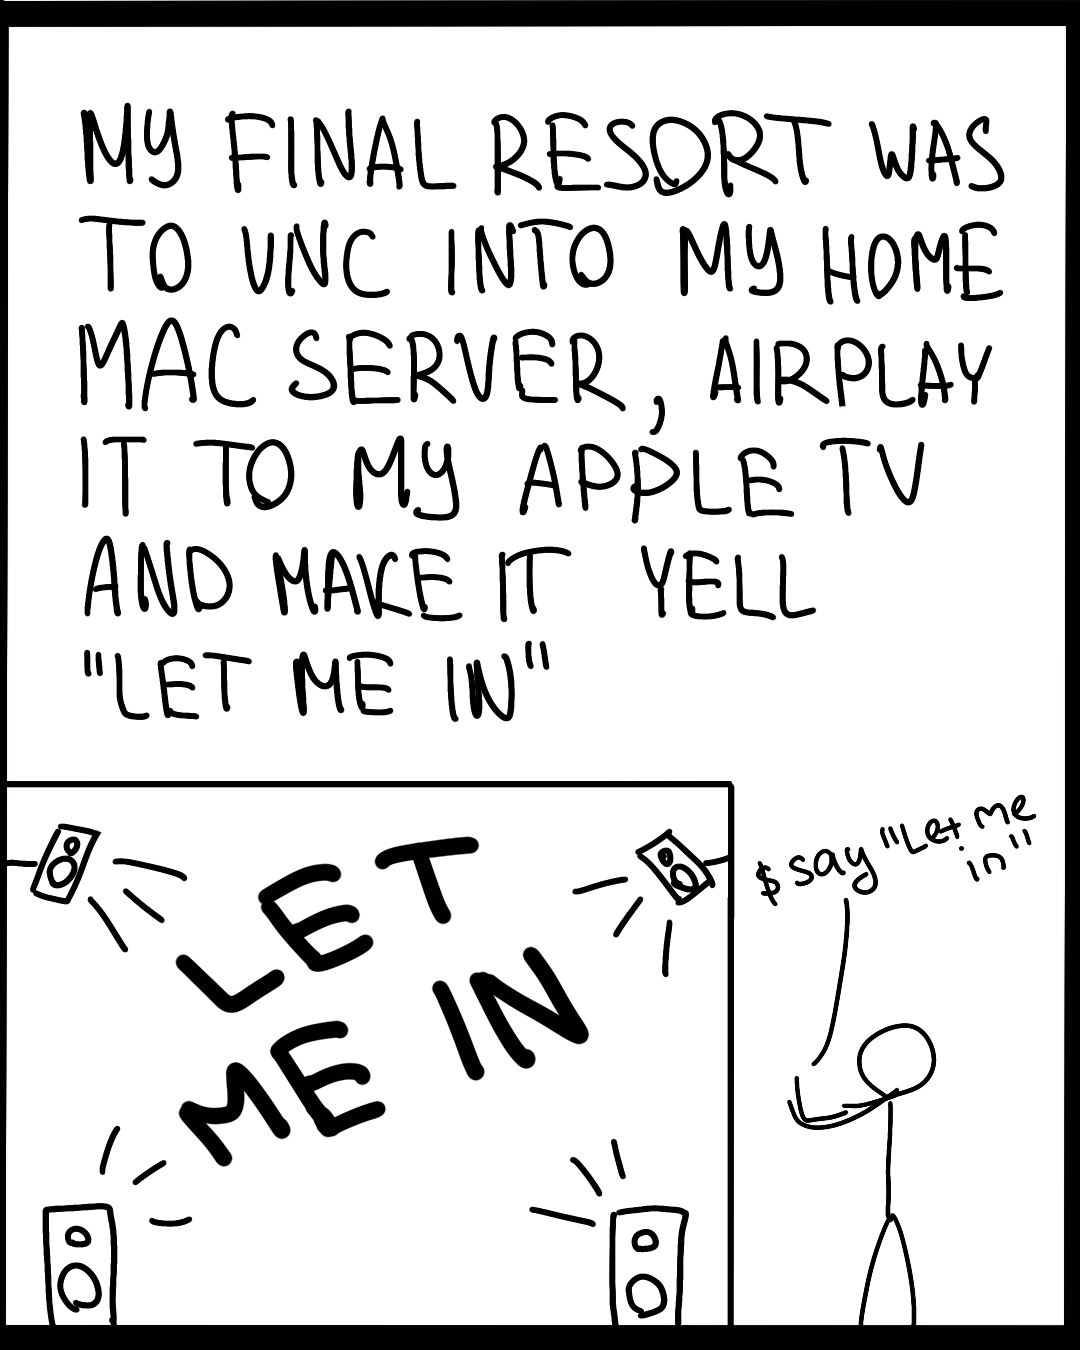 MY FINAL RESORT WAS
TO VNC INTO MY HOME
MAC SERVER, AIRPLAY
IT TO MY APPLE TV
AND MAKE IT YELL
"LET ME IN"
LET
ME IN
$ say "Let me
in"